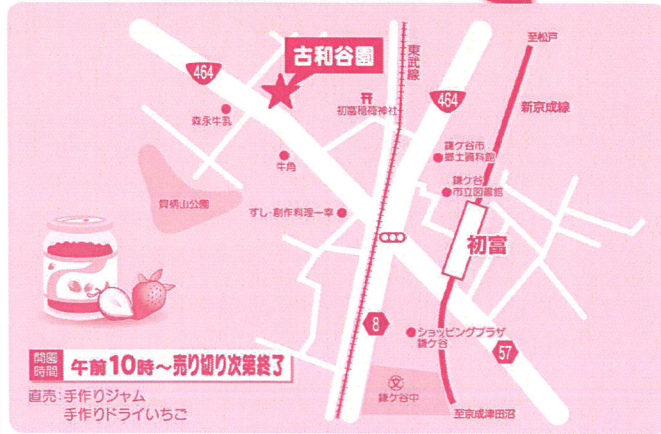 至松戸
古和谷園
東武線
464
464
新京成線
初富稲荷神社
森永牛乳
鎌ケ谷市
郷土資料館
牛角
鎌ケ谷
市立図書館
貝柄山公園
すし・創作料理一幸
初富
8
ショッピングプラザ
鎌ケ谷
57
開園
時間
午前10時～売り切り次第終了
直売:手作りジャム
手作りドライいちご
文
鎌ケ谷中
至京成津田沼